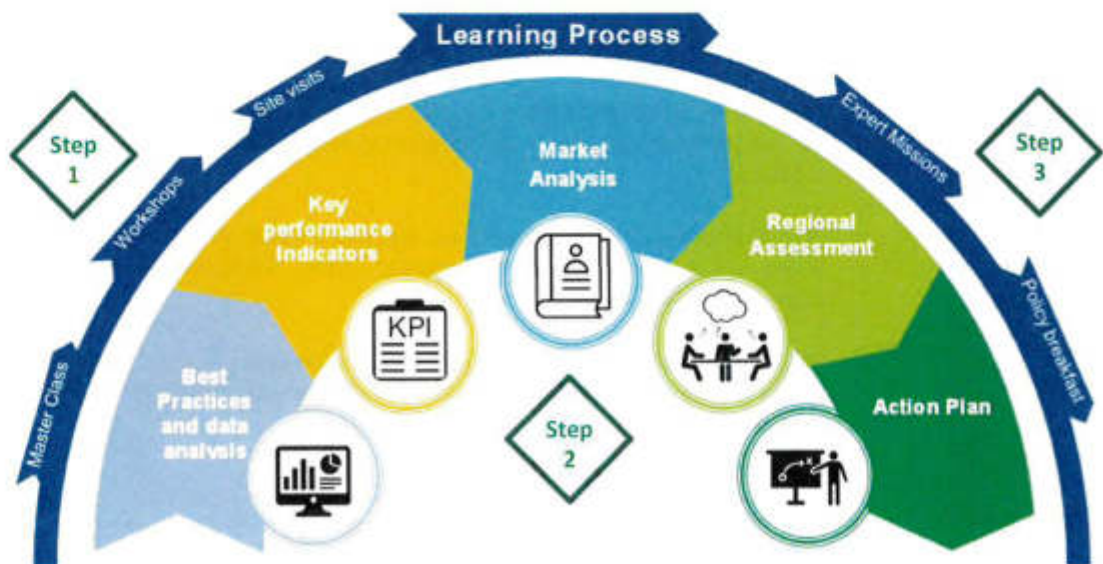 Learning Process
Master Class
Workshops
Site visits
Expert Missions
Policy breakfast
Step
1
Step
2
Step
3
Best
Practices
and data
analysis
Key
performance
Indicators
KPI
Market
Analysis
Regional
Assessment
Action Plan